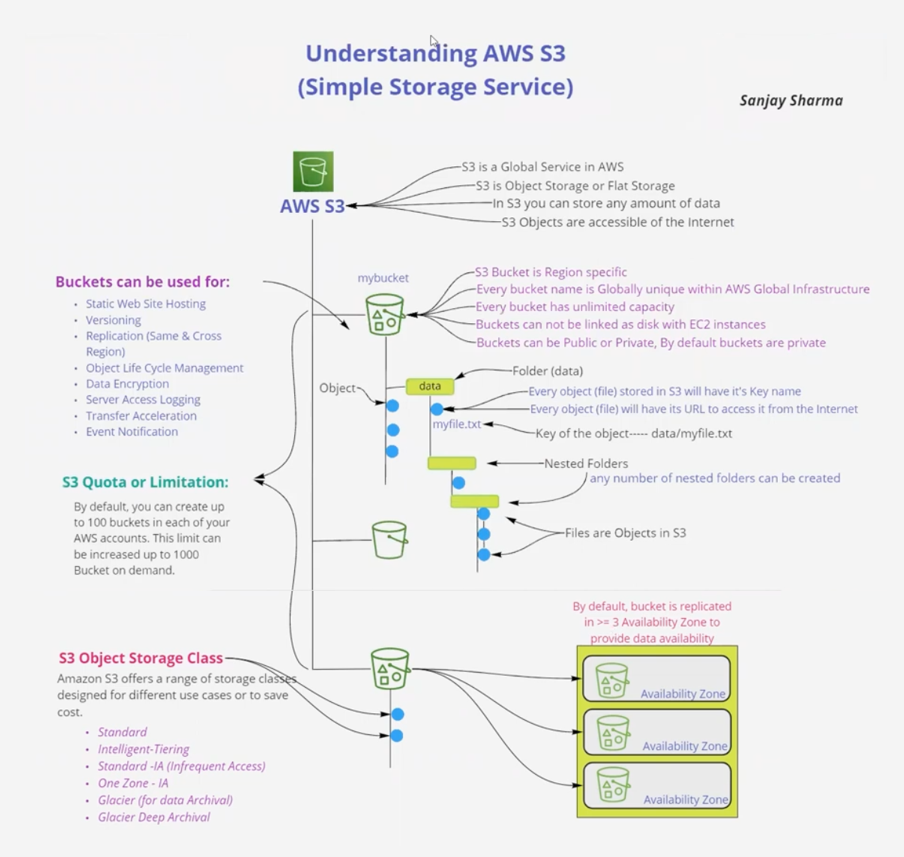 Understanding AWS S3
(Simple Storage Service)
Sanjay Sharma
AWS S3
S3 is a Global Service in AWS
S3 is Object Storage or Flat Storage
In S3 you can store any amount of data
S3 Objects are accessible of the Internet
Buckets can be used for:
• Static Web Site Hosting
• Versioning
• Replication (Same & Cross
Region)
• Object Life Cycle Management
• Data Encryption
• Server Access Logging
• Transfer Acceleration
• Event Notification
mybucket
S3 Bucket is Region specific
Every bucket name is Globally unique within AWS Global Infrastructure
Every bucket has unlimited capacity
Buckets can not be linked as disk with EC2 instances
Buckets can be Public or Private, By default buckets are private
Object
data
Folder (data)
Every object (file) stored in S3 will have it's Key name
Every object (file) will have its URL to access it from the Internet
myfile.txt
Key of the object----- data/myfile.txt
Nested Folders
any number of nested folders can be created
Files are Objects in S3
S3 Quota or Limitation:
By default, you can create up
to 100 buckets in each of your
AWS accounts. This limit can
be increased up to 1000
Bucket on demand.
S3 Object Storage Class
Amazon S3 offers a range of storage classes
designed for different use cases or to save
cost.
• Standard
• Intelligent-Tiering
• Standard -IA (Infrequent Access)
• One Zone - IA
• Glacier (for data Archival)
• Glacier Deep Archival
By default, bucket is replicated
in >= 3 Availability Zone to
provide data availability
Availability Zone
Availability Zone
Availability Zone